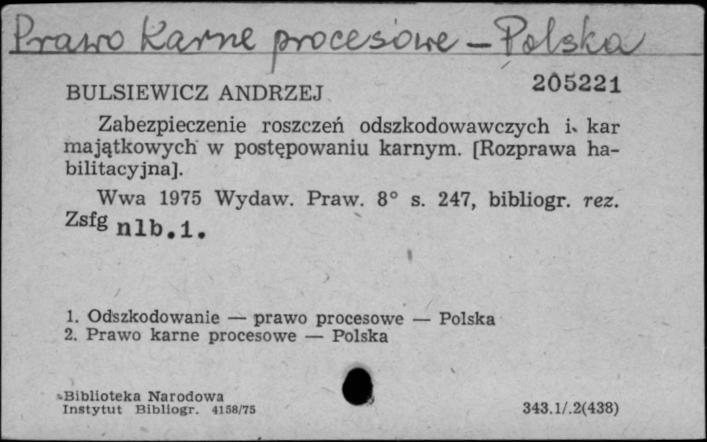 Prawo karne procesowe – Polska
205221
BULSIEWICZ ANDRZEJ
Zabezpieczenie roszczeń odszkodowawczych i kar
majątkowych w postępowaniu karnym. [Rozprawa ha-
bilitacyjna].
Wwa 1975 Wydaw. Praw. 8° s. 247, bibliogr. rez.
Zsfg nlb.1.
1. Odszkodowanie — prawo procesowe — Polska
2. Prawo karne procesowe — Polska
Biblioteka Narodowa
Instytut Bibliogr. 4158/75
343.1/.2(438)